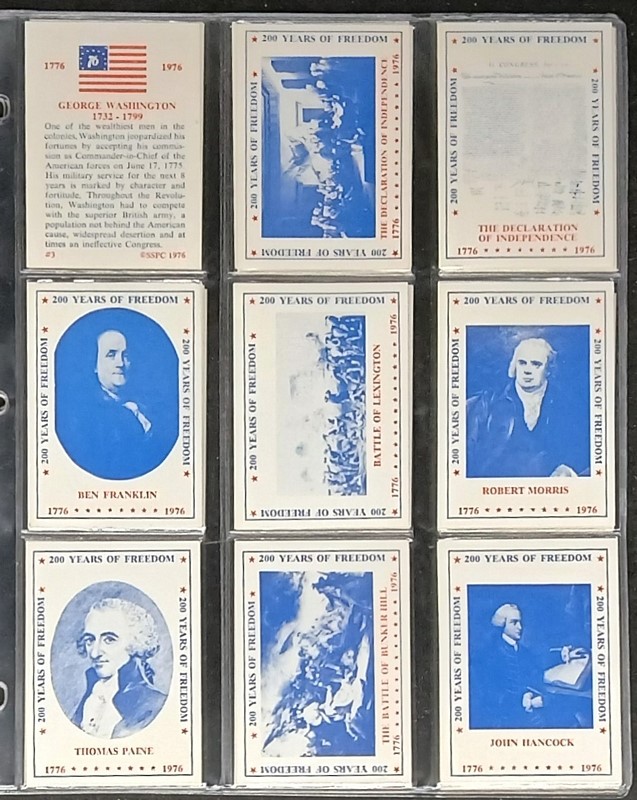 1776 76 1976
GEORGE WASHINGTON
1732 - 1799
One of the wealthiest men in the
colonies, Washington jeopardized his
fortunes by accepting his commis-
sion as Commander-in-Chief of the
American forces on June 17, 1775.
His military service for the next 8
years is marked by character and
fortitude. Throughout the Revolu-
tion, Washington had to compete
with the superior British army, a
population not behind the American
cause, widespread desertion and at
times an ineffective Congress.
#3 ©SSPC 1976
200 YEARS OF FREEDOM
200 YEARS OF FREEDOM
THE DECLARATION OF INDEPENDENCE
1776 1976
200 YEARS OF FREEDOM
200 YEARS OF FREEDOM
200 YEARS OF FREEDOM
200 YEARS OF FREEDOM
IN CONGRESS,
THE DECLARATION
OF INDEPENDENCE
1776 1976
200 YEARS OF FREEDOM
200 YEARS OF FREEDOM
200 YEARS OF FREEDOM
BEN FRANKLIN
1776 1976
200 YEARS OF FREEDOM
200 YEARS OF FREEDOM
BATTLE OF LEXINGTON
1776 1976
200 YEARS OF FREEDOM
200 YEARS OF FREEDOM
200 YEARS OF FREEDOM
200 YEARS OF FREEDOM
ROBERT MORRIS
1776 1976
200 YEARS OF FREEDOM
200 YEARS OF FREEDOM
200 YEARS OF FREEDOM
THOMAS PAINE
1776 1976
200 YEARS OF FREEDOM
200 YEARS OF FREEDOM
THE BATTLE OF BUNKER HILL
1776 1976
200 YEARS OF FREEDOM
200 YEARS OF FREEDOM
200 YEARS OF FREEDOM
200 YEARS OF FREEDOM
JOHN HANCOCK
1776 1976